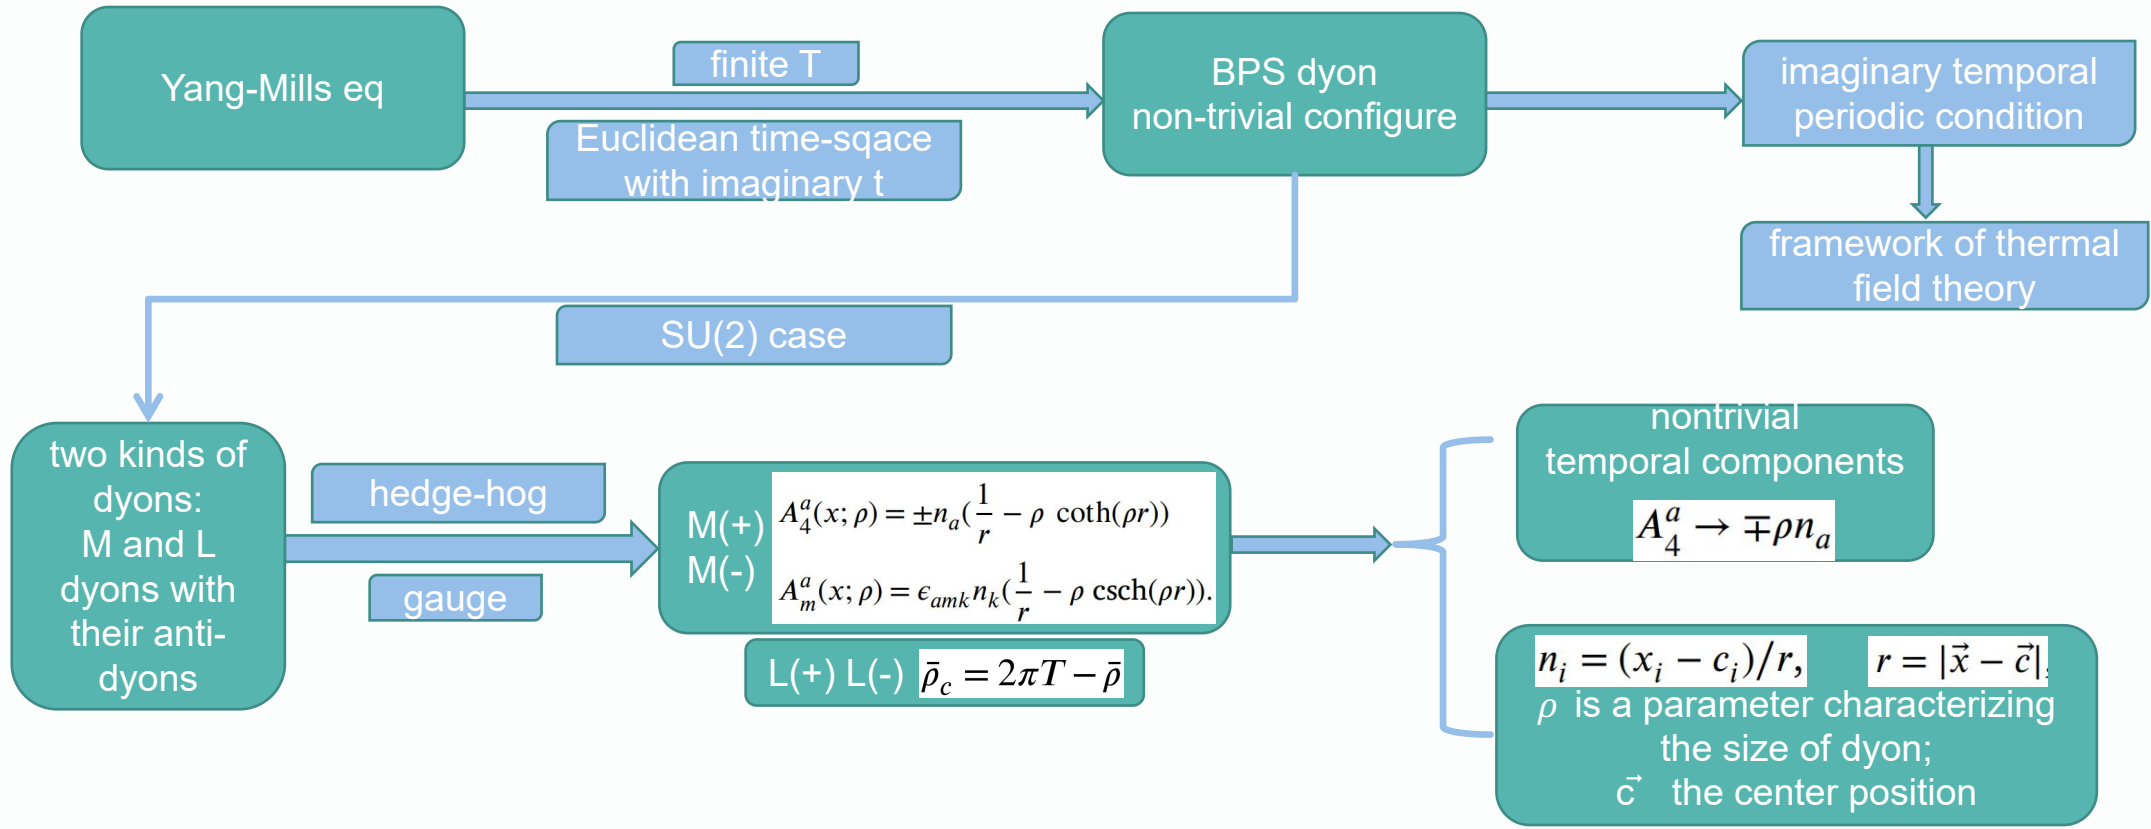 Yang-Mills eq
finite T
Euclidean time-sqace
with imaginary t
BPS dyon
non-trivial configure
imaginary temporal
periodic condition
framework of thermal
field theory
SU(2) case
two kinds of
dyons:
M and L
dyons with
their anti-
dyons
hedge-hog
gauge
M(+)
M(-)
A_4^a(x; ρ) = ±n_a(1/r − ρ coth(ρr))
A_m^a(x; ρ) = ϵ_{amk} n_k(1/r − ρ csch(ρr)).
L(+) L(-) ρ̄_c = 2πT − ρ̄
nontrivial
temporal components
A_4^a → ∓ρn_a
n_i = (x_i − c_i)/r, r = |x⃗ − c⃗|,
ρ is a parameter characterizing
the size of dyon;
c⃗ the center position